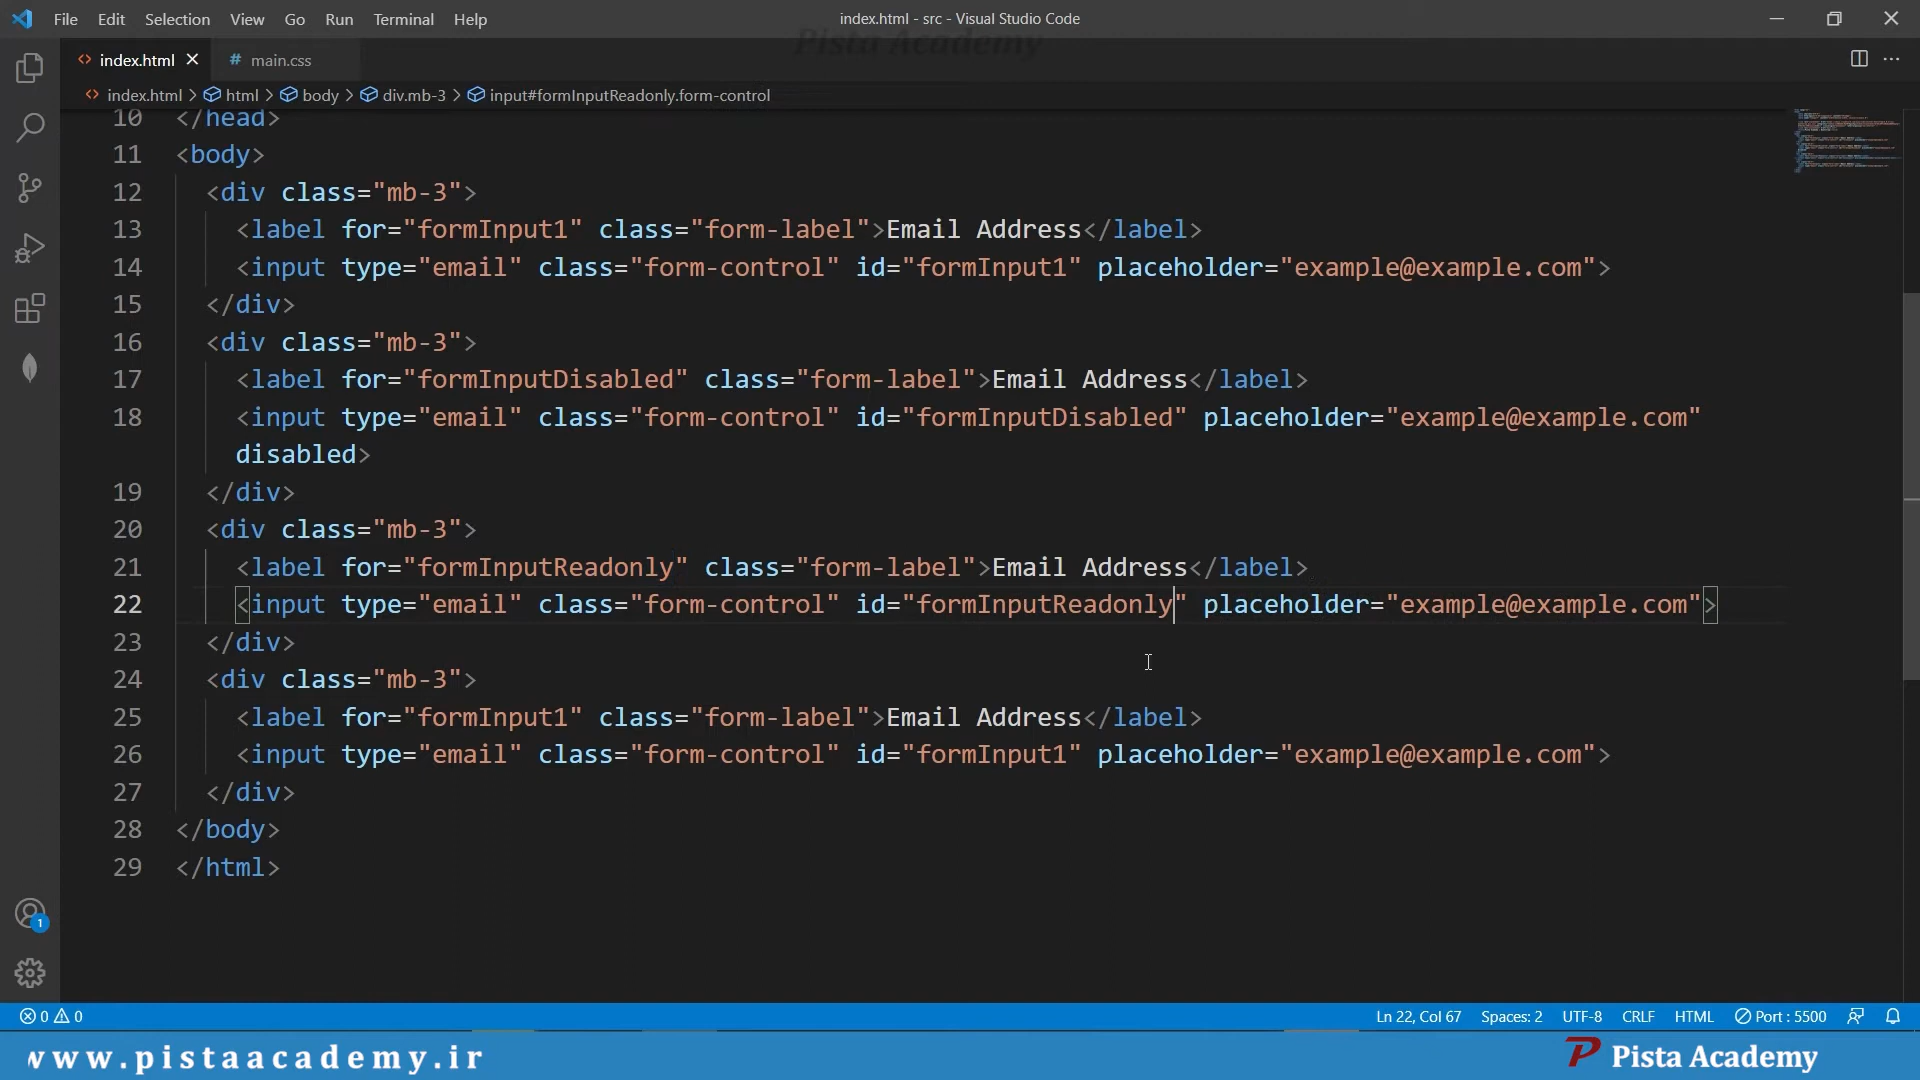 File Edit Selection View Go Run Terminal Help
index.html - src - Visual Studio Code
Pista Academy
index.html
# main.css
index.html > html > body > div.mb-3 > input#formInputReadonly.form-control
10 </head>
11 <body>
12 <div class="mb-3">
13 <label for="formInput1" class="form-label">Email Address</label>
14 <input type="email" class="form-control" id="formInput1" placeholder="example@example.com">
15 </div>
16 <div class="mb-3">
17 <label for="formInputDisabled" class="form-label">Email Address</label>
18 <input type="email" class="form-control" id="formInputDisabled" placeholder="example@example.com"
disabled>
19 </div>
20 <div class="mb-3">
21 <label for="formInputReadonly" class="form-label">Email Address</label>
22 <input type="email" class="form-control" id="formInputReadonly" placeholder="example@example.com">
23 </div>
24 <div class="mb-3">
25 <label for="formInput1" class="form-label">Email Address</label>
26 <input type="email" class="form-control" id="formInput1" placeholder="example@example.com">
27 </div>
28 </body>
29 </html>
1
0 0
Ln 22, Col 67 Spaces: 2 UTF-8 CRLF HTML Port : 5500
www.pistaacademy.ir
Pista Academy